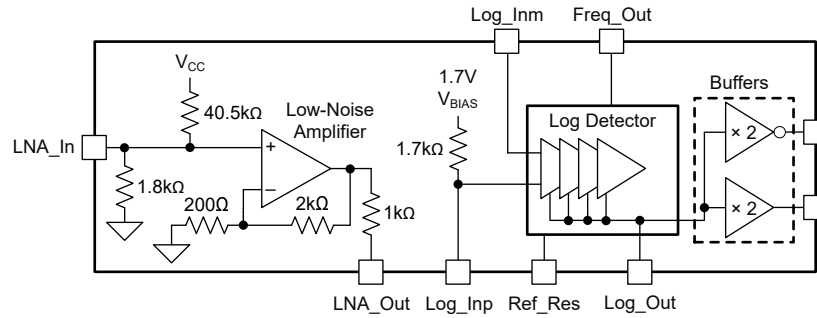 Log_Inm
Freq_Out
V_CC
40.5kΩ
Low-Noise
Amplifier
1.7V
V_BIAS
1.7kΩ
Log Detector
Buffers
LNA_In
1.8kΩ
+
−
200Ω
2kΩ
1kΩ
× 2
× 2
LNA_Out
Log_Inp
Ref_Res
Log_Out